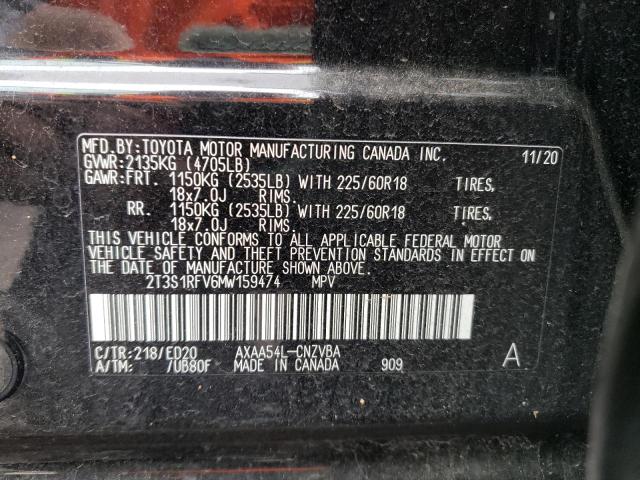 MFD.BY:TOYOTA MOTOR MANUFACTURING CANADA INC. 11/20
GVWR:2135KG (4705LB)
GAWR:FRT. 1150KG (2535LB) WITH 225/60R18 TIRES,
18x7.0J RIMS.
RR. 1150KG (2535LB) WITH 225/60R18 TIRES,
18x7.0J RIMS.
THIS VEHICLE CONFORMS TO ALL APPLICABLE FEDERAL MOTOR
VEHICLE SAFETY AND THEFT PREVENTION STANDARDS IN EFFECT
ON THE DATE OF MANUFACTURE SHOWN ABOVE.
2T3S1RFV6MW159474 MPV
C/TR:218/ED20 AXAA54L-CNZVBA A
A/TM: /UB80F MADE IN CANADA 909